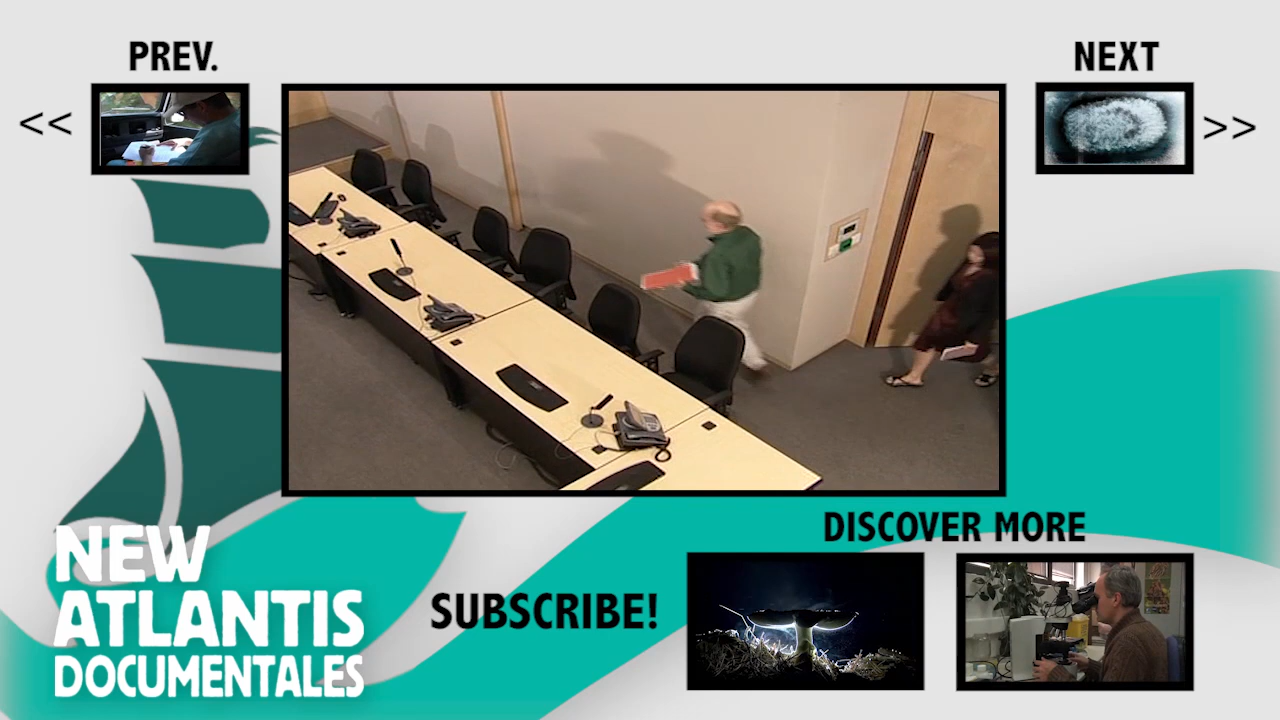 PREV.
NEXT
<<
>>
DISCOVER MORE
SUBSCRIBE!
NEW
ATLANTIS
DOCUMENTALES